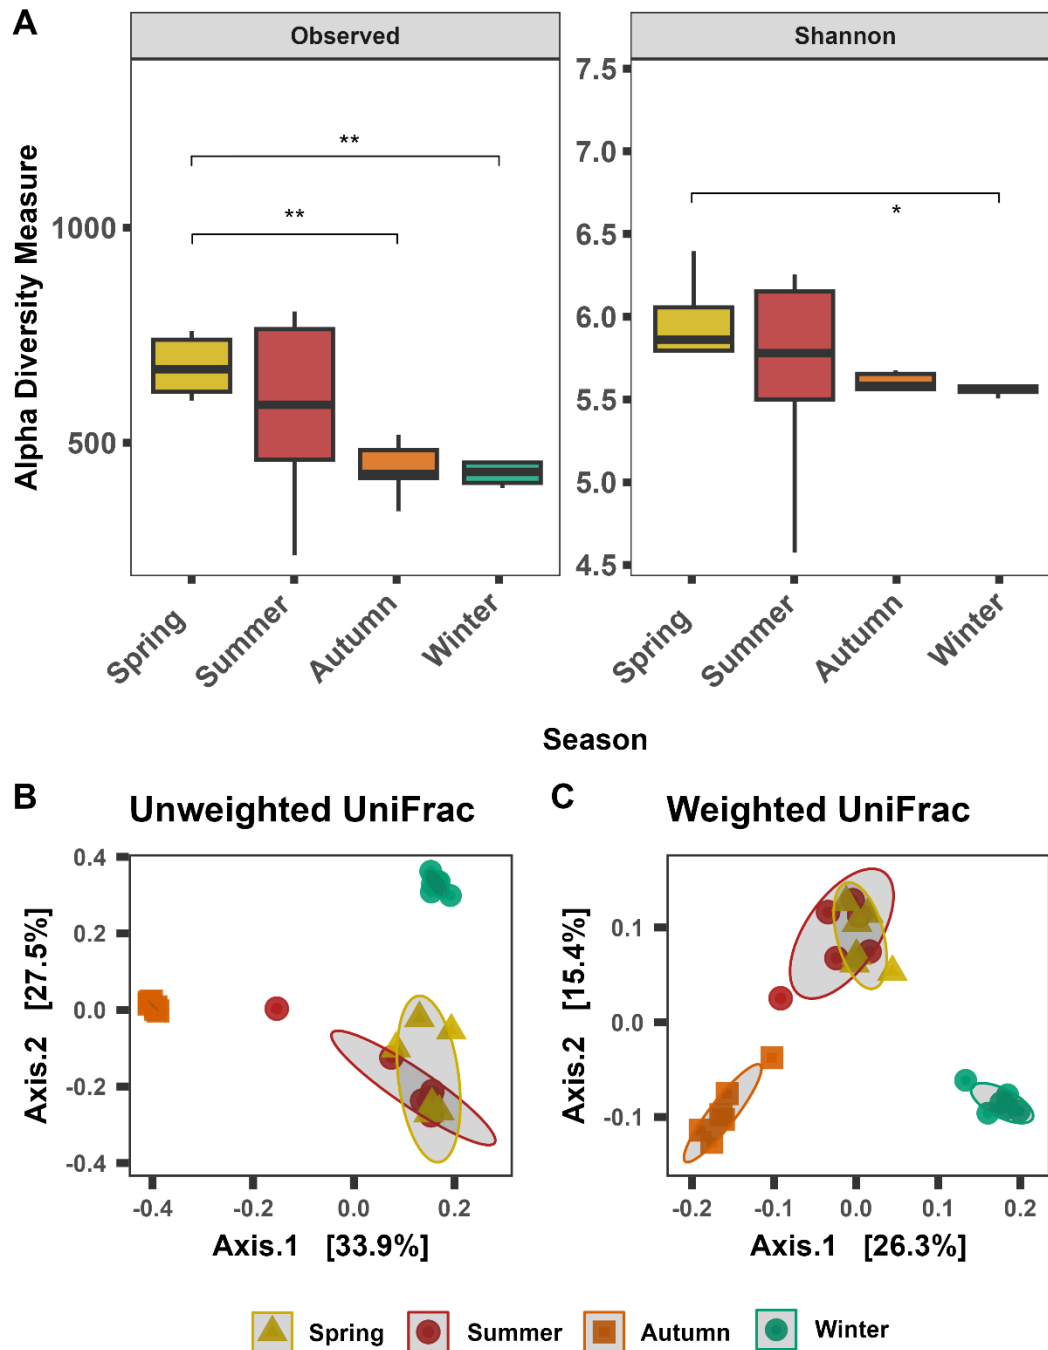 A
Observed
Shannon
Alpha Diversity Measure
1000
500
**
**
7.5
7.0
6.5
6.0
5.5
5.0
4.5
*
Spring
Summer
Autumn
Winter
Spring
Summer
Autumn
Winter
Season
B
Unweighted UniFrac
Axis.2 [27.5%]
0.4
0.2
0.0
-0.2
-0.4
-0.4
-0.2
0.0
0.2
Axis.1 [33.9%]
C
Weighted UniFrac
Axis.2 [15.4%]
0.1
0.0
-0.1
-0.2
-0.1
0.0
0.1
0.2
Axis.1 [26.3%]
Spring
Summer
Autumn
Winter